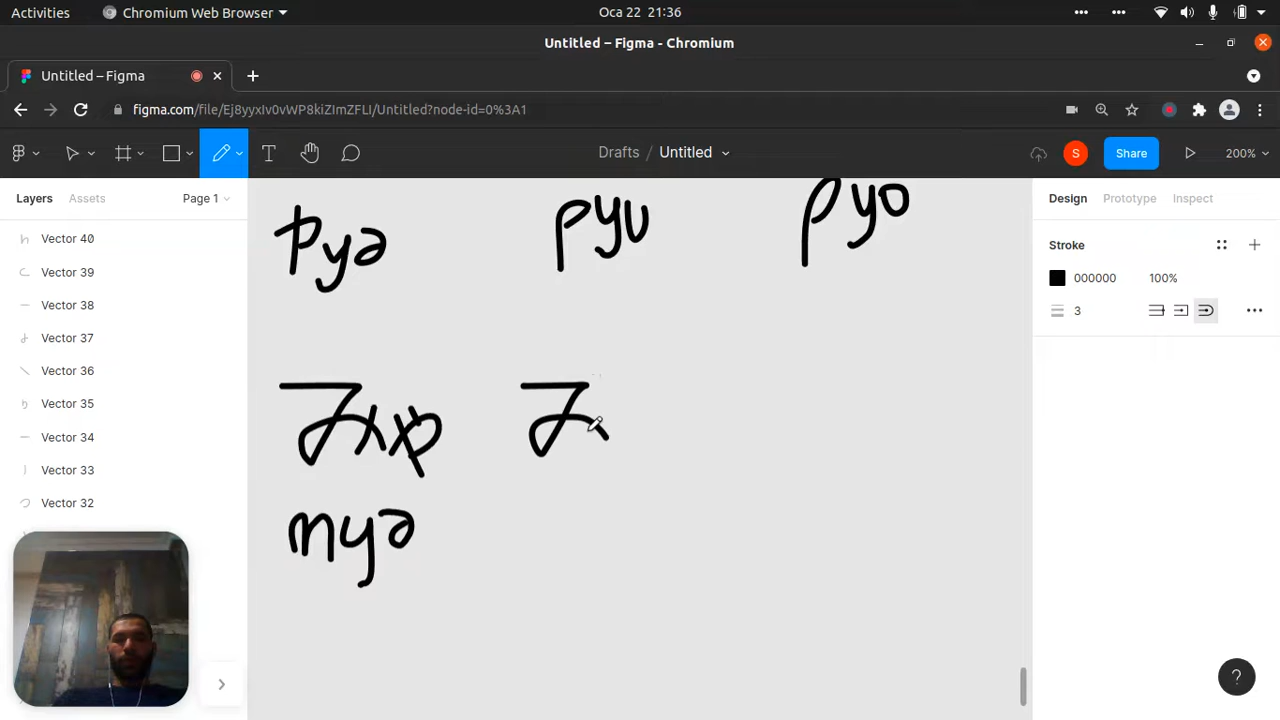 Activities Chromium Web Browser Oca 22 21:36
Untitled – Figma - Chromium
Untitled – Figma
figma.com/file/Ej8yyxIv0vWP8kiZImZFLI/Untitled?node-id=0%3A1
Drafts / Untitled S Share 200%
Layers Assets Page 1 Design Prototype Inspect
Vector 40
Vector 39
Vector 38
Vector 37
Vector 36
Vector 35
Vector 34
Vector 33
Vector 32
pya pyu pyo
みゃ み
mya
Stroke
000000 100%
3
?